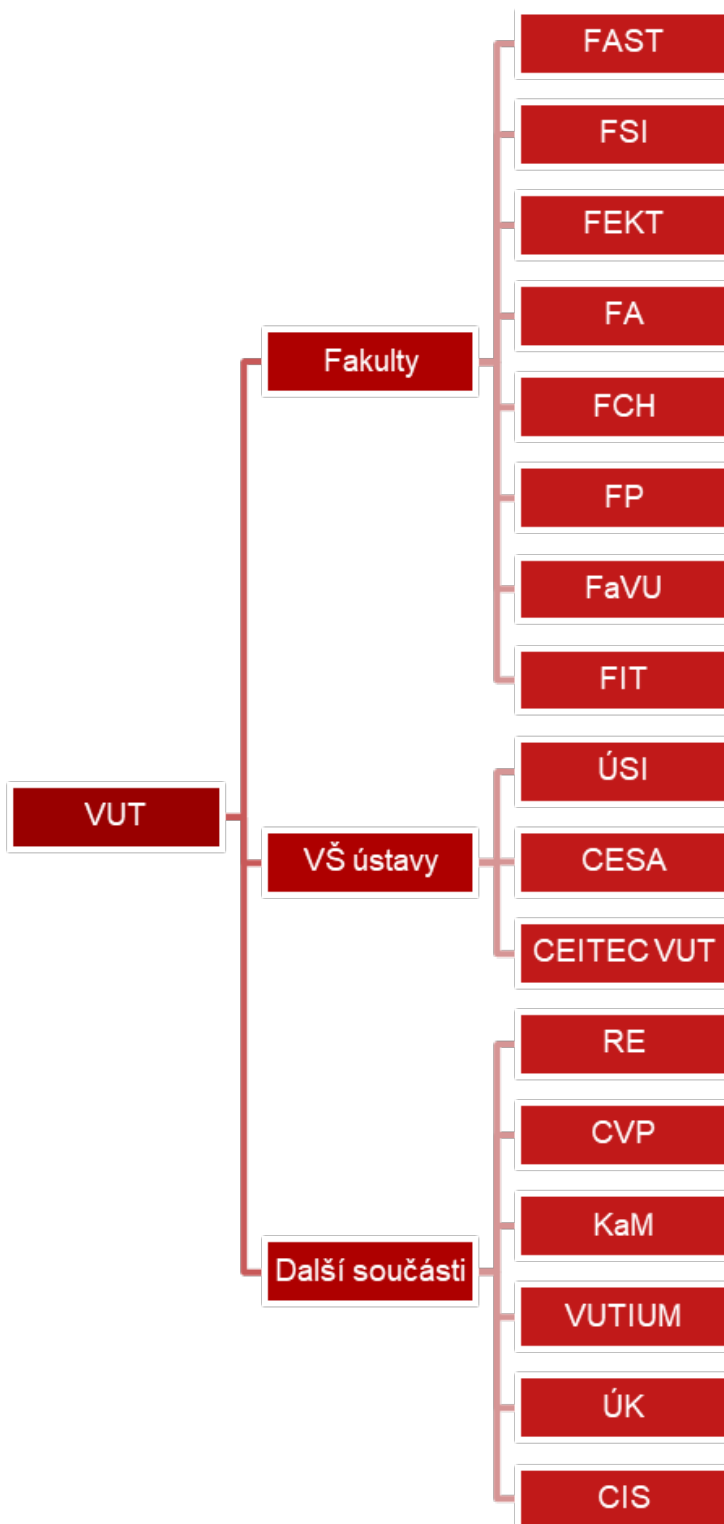 VUT
Fakulty
FAST
FSI
FEKT
FA
FCH
FP
FaVU
FIT
VŠ ústavy
ÚSI
CESA
CEITEC VUT
Další součásti
RE
CVP
KaM
VUTIUM
ÚK
CIS